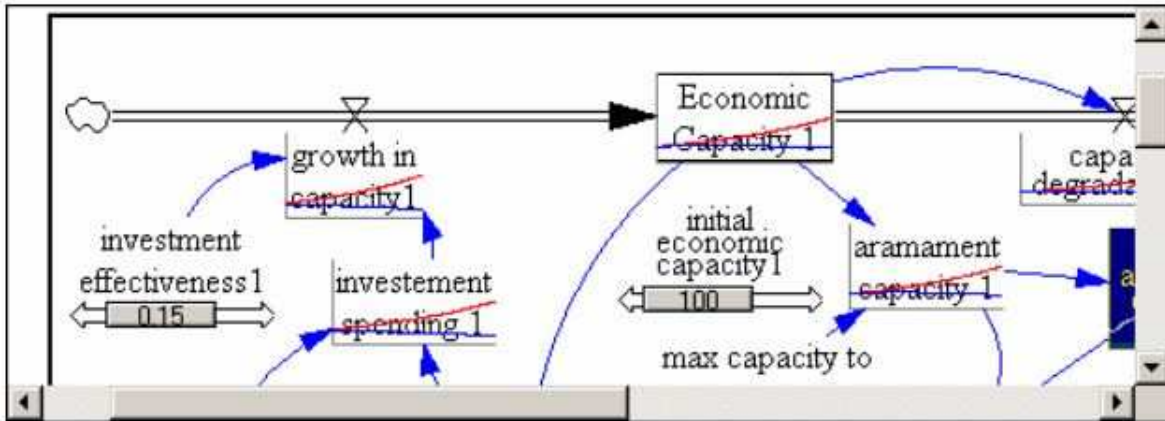 Economic
Capacity 1
growth in
capacity1
capa
degrada
investment
effectiveness1
0.15
investement
spending 1
initial
economic
capacity1
100
aramament
capacity 1
a
max capacity to